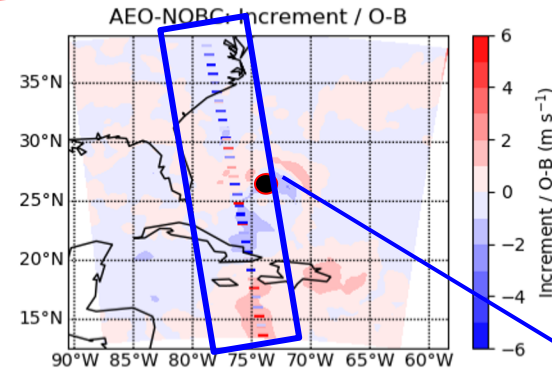 AEO-NOBC: Increment / O-B
35°N
30°N
25°N
20°N
15°N
90°W 85°W 80°W 75°W 70°W 65°W 60°W
6
4
2
0
−2
−4
−6
Increment / O-B (m s⁻¹)